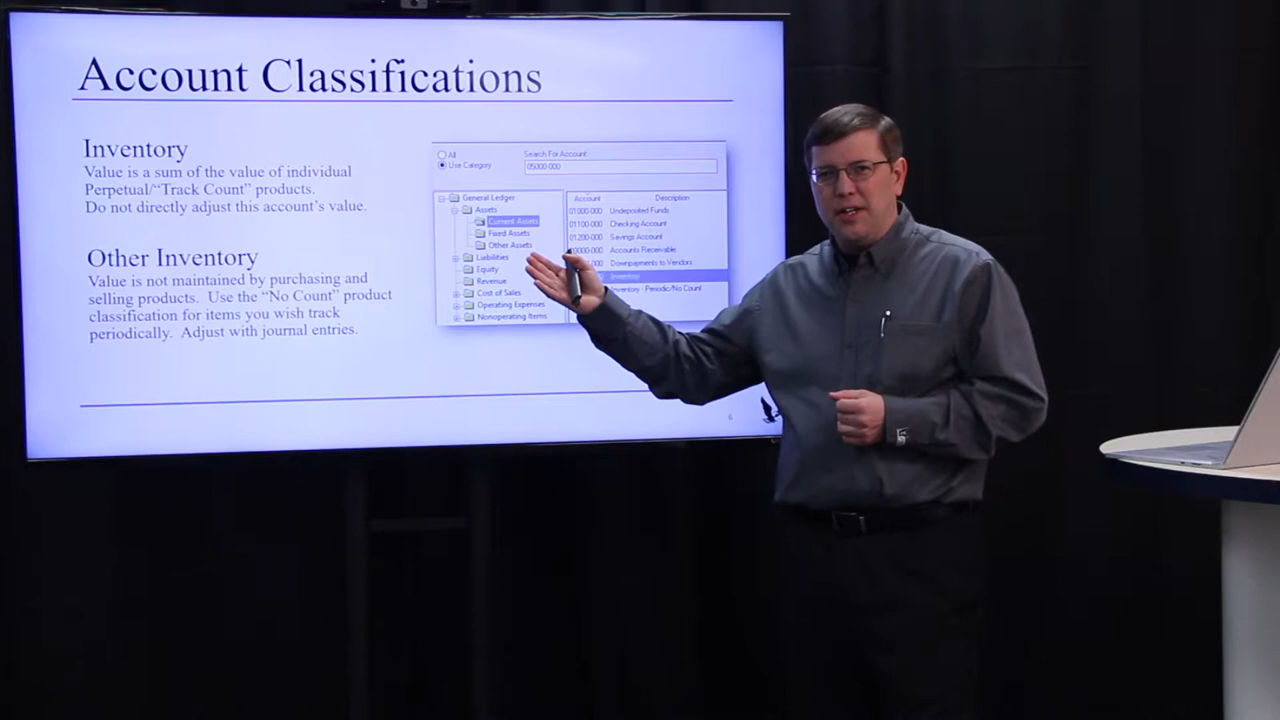 Account Classifications
Inventory
Value is a sum of the value of individual
Perpetual/“Track Count” products.
Do not directly adjust this account’s value.
Other Inventory
Value is not maintained by purchasing and
selling products. Use the “No Count” product
classification for items you wish track
periodically. Adjust with journal entries.
All
Use Category
Search For Account:
05000-000
General Ledger
Assets
Current Assets
Fixed Assets
Other Assets
Liabilities
Equity
Revenue
Cost of Sales
Operating Expenses
Nonoperating Items
Account Description
01000-000 Undeposited Funds
01100-000 Checking Account
01200-000 Savings Account
Accounts Receivable
Downpayments to Vendors
Inventory
Inventory - Periodic/No Count
6